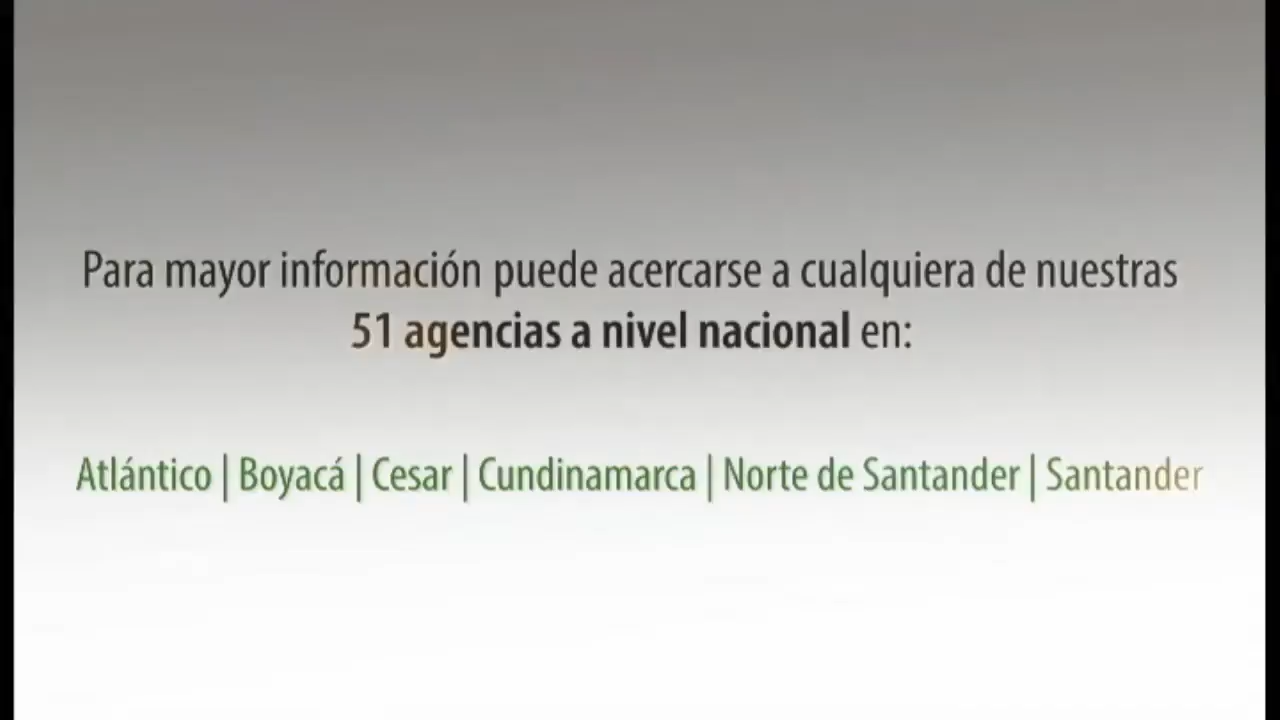 Para mayor información puede acercarse a cualquiera de nuestras
51 agencias a nivel nacional en:
Atlántico | Boyacá | Cesar | Cundinamarca | Norte de Santander | Santander